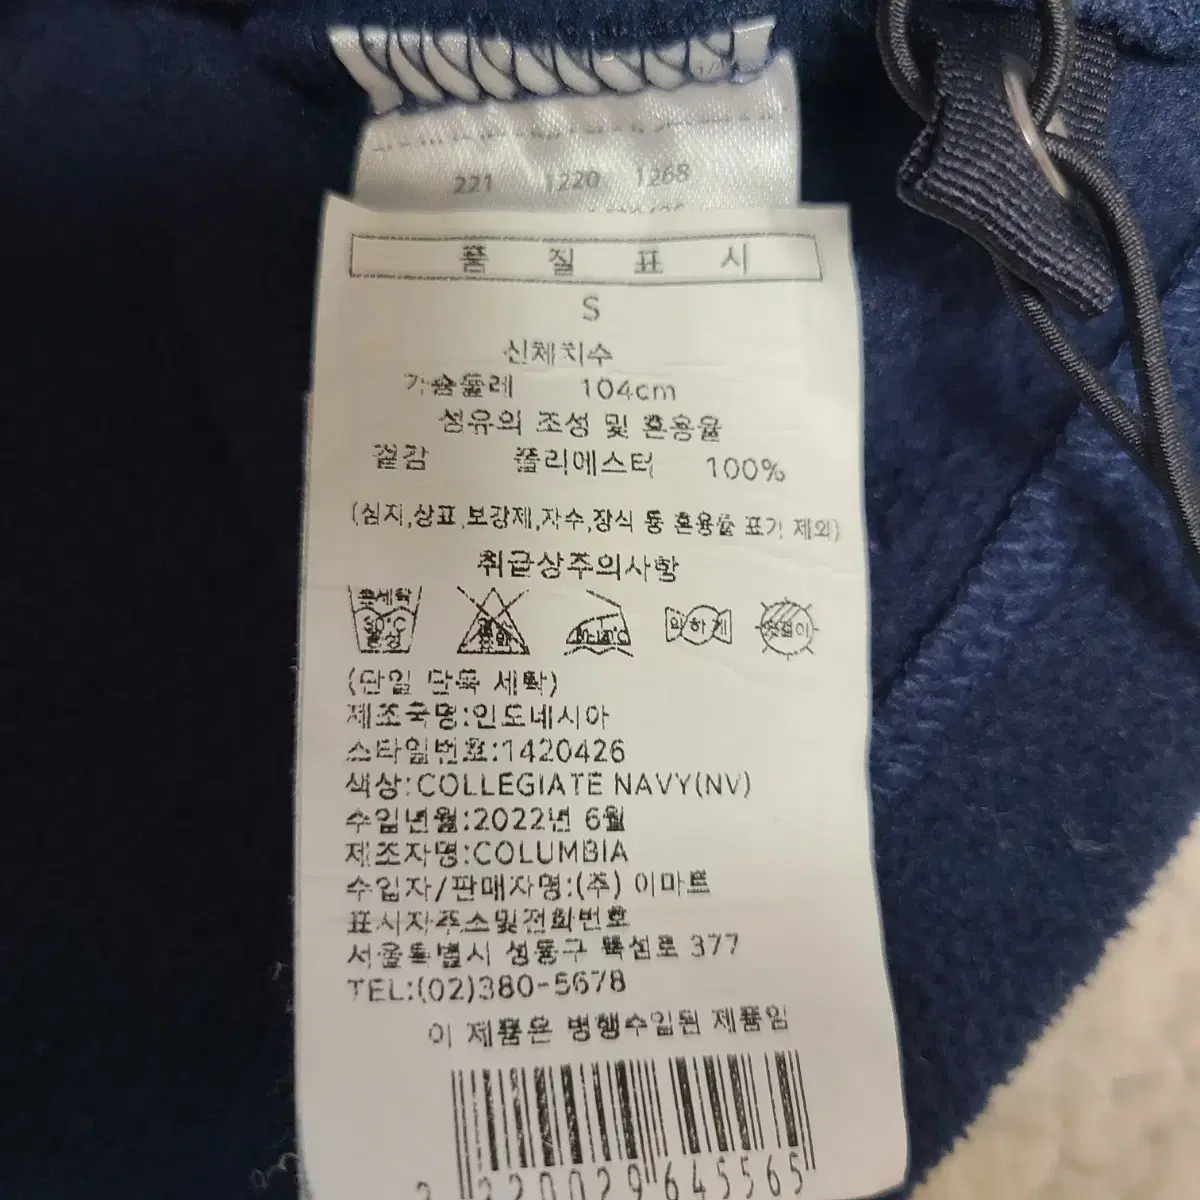 221 1220 1268
품 질 표 시
S
신체치수
가슴둘레 104cm
섬유의 조성 및 혼용율
겉감 폴리에스터 100%
(심지,상표,보강제,자수,장식 등 혼용율 표기 제외)
취급상주의사항
약하게
(단일 단독 세탁)
제조국명:인도네시아
스타일번호:1420426
색상:COLLEGIATE NAVY(NV)
수입년월:2022년 6월
제조자명:COLUMBIA
수입자/판매자명:(주) 이마트
표시자주소및전화번호
서울특별시 성동구 뚝섬로 377
TEL:(02)380-5678
이 제품은 병행수입된 제품임
2 220029 645565